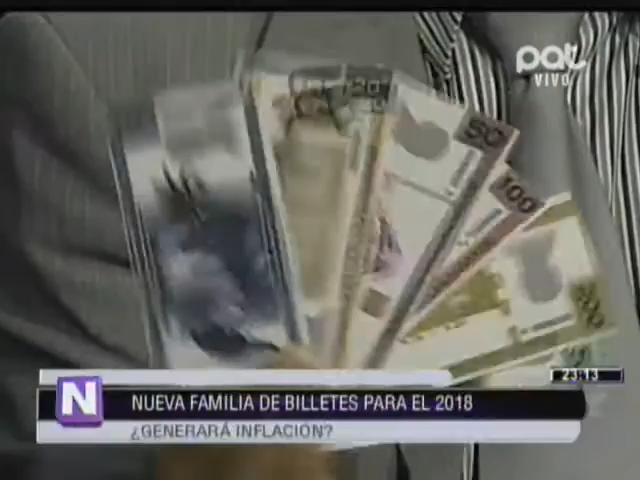 pat
VIVO
50
100
23:13
N
NUEVA FAMILIA DE BILLETES PARA EL 2018
¿GENERARÁ INFLACIÓN?